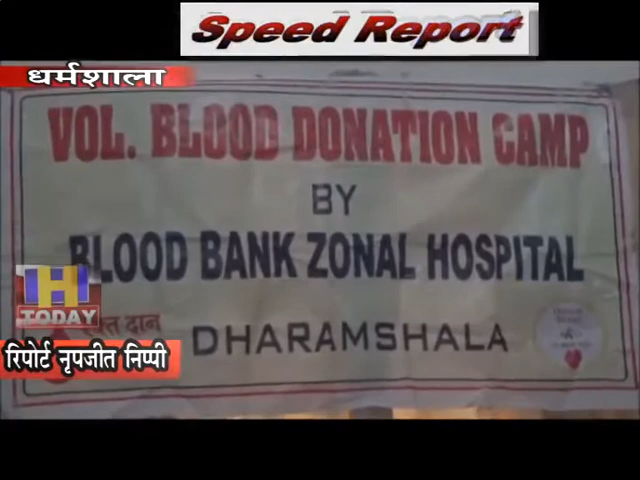 Speed Report
धर्मशाला
VOL. BLOOD DONATION CAMP
BY
BLOOD BANK ZONAL HOSPITAL
H
TODAY
दान
DHARAMSHALA
रिपोर्ट नृपजीत निप्पी